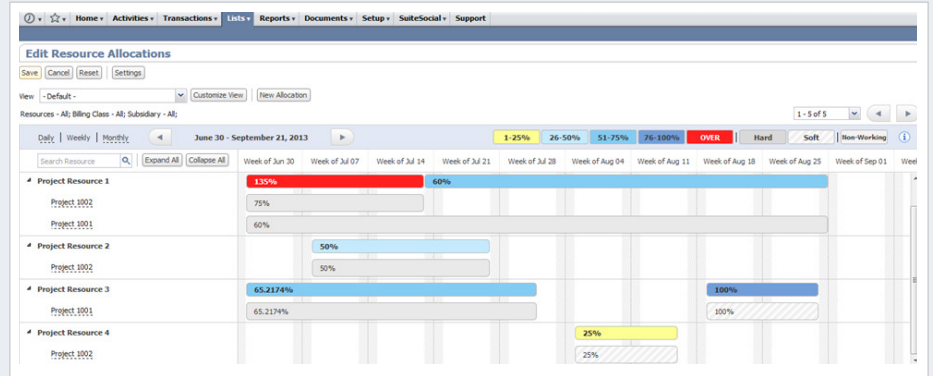 Home Activities Transactions Lists Reports Documents Setup SuiteSocial Support
Edit Resource Allocations
Save Cancel Reset Settings
View - Default - Customize View New Allocation
Resources - All; Billing Class - All; Subsidiary - All;
1 - 5 of 5
Daily | Weekly | Monthly June 30 - September 21, 2013 1-25% 26-50% 51-75% 76-100% OVER Hard Soft Non-Working
Search Resource Expand All Collapse All Week of Jun 30 Week of Jul 07 Week of Jul 14 Week of Jul 21 Week of Jul 28 Week of Aug 04 Week of Aug 11 Week of Aug 18 Week of Aug 25 Week of Sep 01 Weel
Project Resource 1 135% 60%
Project 1002 75%
Project 1001 60%
Project Resource 2 50%
Project 1002 50%
Project Resource 3 65.2174% 100%
Project 1001 65.2174% 100%
Project Resource 4 25%
Project 1002 25%